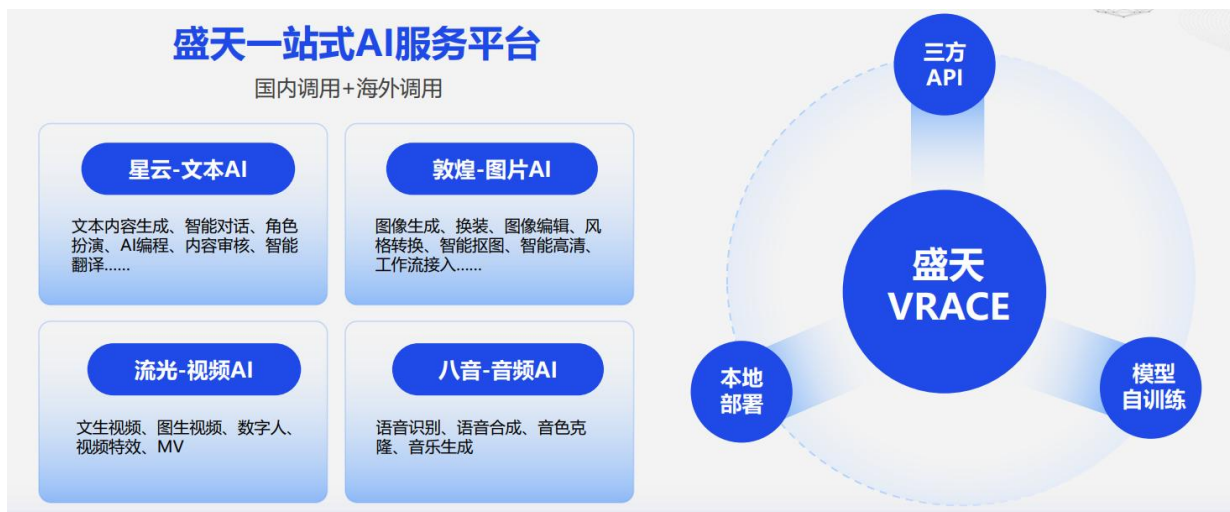 盛天一站式AI服务平台
国内调用+海外调用
星云-文本AI
文本内容生成、智能对话、角色
扮演、AI编程、内容审核、智能
翻译......
敦煌-图片AI
图像生成、换装、图像编辑、风
格转换、智能抠图、智能高清、
工作流接入......
流光-视频AI
文生视频、图生视频、数字人、
视频特效、MV
八音-音频AI
语音识别、语音合成、音色克
隆、音乐生成
三方
API
盛天
VRACE
本地
部署
模型
自训练